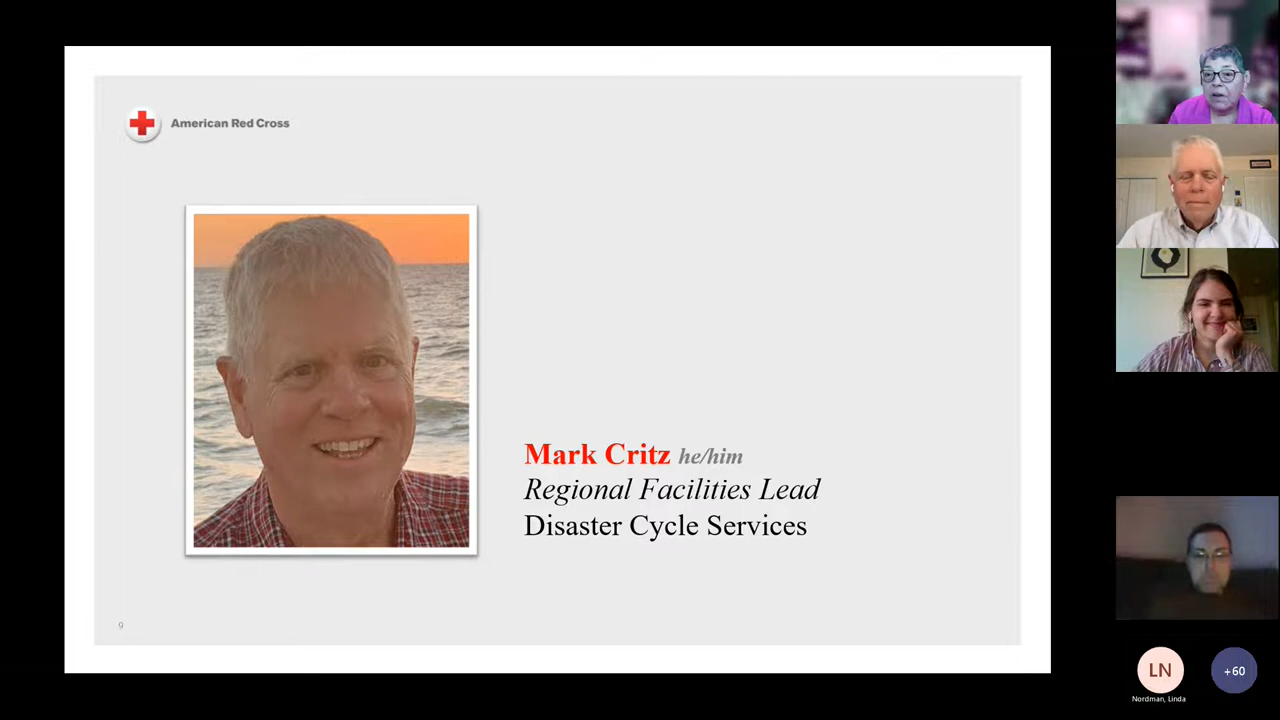 American Red Cross
Mark Critz he/him
Regional Facilities Lead
Disaster Cycle Services
9
LN
+60
Nordman, Linda